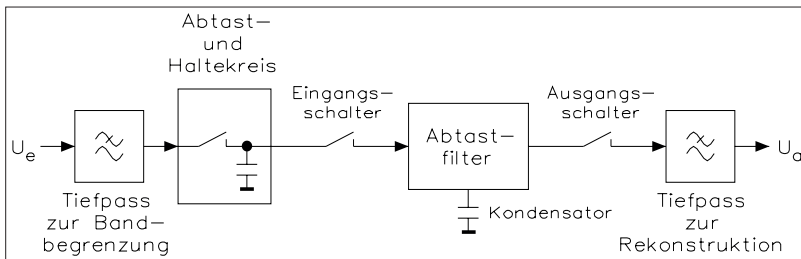 Abtast-
und
Haltekreis
Eingangs-
schalter
Ausgangs-
schalter
U_e
Abtast-
filter
U_a
Tiefpass
zur Band-
begrenzung
Kondensator
Tiefpass
zur
Rekonstruktion